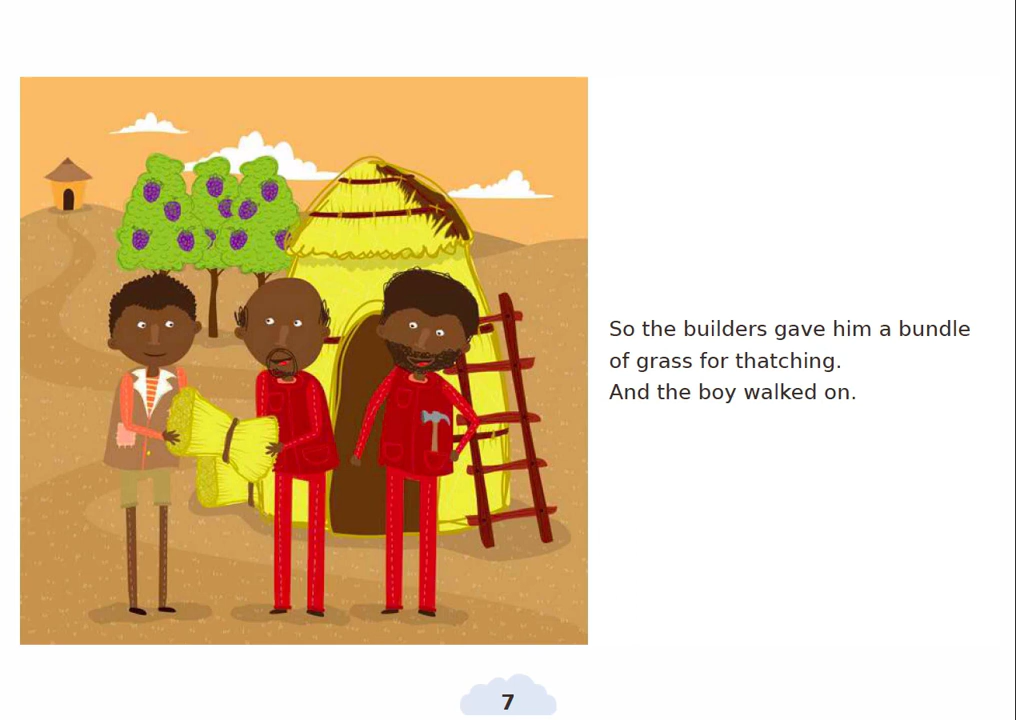 So the builders gave him a bundle
of grass for thatching.
And the boy walked on.
7